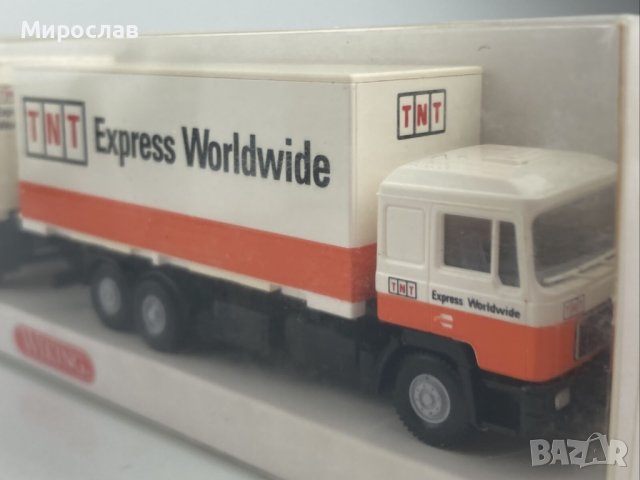 Мирослав
TNT Express Worldwide
TNT
TNT Express Worldwide
WIKING
BAZAR